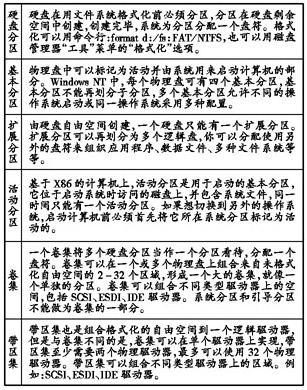 硬盘分区
硬盘在用文件系统格式化前必须分区,分区在硬盘剩余
空间中创建,创建完毕,系统为分区分配一个盘符。格式
化可以用命令行:format d:/fs:FAT/NTFS,也可以用磁盘
管理器“工具”菜单的“格式化”选项。
基本分区
物理盘中可以标记为活动并由系统用来启动计算机的部
分。Windows NT 中,每个物理盘可有四个基本分区,基
本分区不能再划分子分区,多个基本分区允许不同的操
作系统启动或同一操作系统采用多种配置。
扩展分区
由硬盘自由空间创建,一个硬盘只能有一个扩展分区。
扩展分区可以再划分为多个逻辑盘,你可以分配使用另
外的盘符来组织应用程序、数据文件、多种文件系统等
等。
活动分区
基于 X86 的计算机上,活动分区是用于启动的基本分区,
它位于启动系统时访问的磁盘上,并包含系统文件,同一
时间只能有一个活动分区。如果想切换到另外的操作系
统,启动计算机前必须首先将它所在系统分区标记为活
动的。
卷集
一个卷集将多个硬盘分区当作一个分区看待,分配一个
盘符。卷集可以在一个或多个物理盘上组合来自未格式
化自由空间的 2-32 个区域,形成一个大的卷集,就像一
个单独的分区。卷集可以组合不同类型驱动器上的空
间,包括 SCSI、ESDI、IDE 驱动器。系统分区和引导分区
不能做为卷集的一部分。
带区集
带区集也是组合格式化的自由空间到一个逻辑驱动器,
但是与卷集不同的是,卷集可以在单个驱动器上实现,带
区集至少需要两个物理驱动器,最多可以使用 32 个物理
驱动器。带区集可以组合不同类型驱动器上的区域。例
如:SCSI、ESDI、IDE 驱动器。